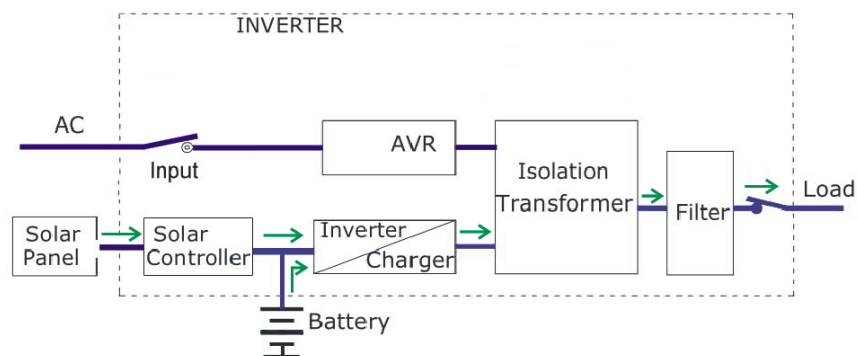 INVERTER
AC
Input
AVR
Isolation
Transformer
Filter
Load
Solar
Panel
Solar
Controller
Inverter
Charger
Battery